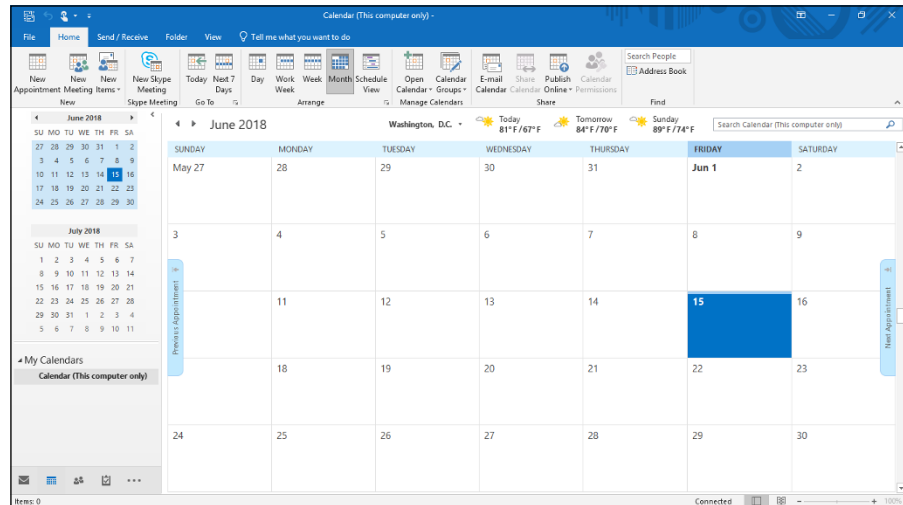 Calendar (This computer only) -
File Home Send / Receive Folder View Tell me what you want to do
New Appointment
New Meeting
New Items
New
New Skype Meeting
Skype Meeting
Today
Next 7 Days
Go To
Day
Work Week
Week
Month
Schedule View
Arrange
Open Calendar
Calendar Groups
Manage Calendars
E-mail Calendar
Share Calendar
Publish Online
Calendar Permissions
Share
Search People
Address Book
Find
June 2018
SU MO TU WE TH FR SA
27 28 29 30 31 1 2
3 4 5 6 7 8 9
10 11 12 13 14 15 16
17 18 19 20 21 22 23
24 25 26 27 28 29 30
July 2018
SU MO TU WE TH FR SA
1 2 3 4 5 6 7
8 9 10 11 12 13 14
15 16 17 18 19 20 21
22 23 24 25 26 27 28
29 30 31 1 2 3 4
5 6 7 8 9 10 11
My Calendars
Calendar (This computer only)
June 2018
Washington, D.C.
Today
81°F/67°F
Tomorrow
84°F/70°F
Sunday
89°F/74°F
Search Calendar (This computer only)
SUNDAY MONDAY TUESDAY WEDNESDAY THURSDAY FRIDAY SATURDAY
May 27 28 29 30 31 Jun 1 2
3 4 5 6 7 8 9
11 12 13 14 15 16
18 19 20 21 22 23
24 25 26 27 28 29 30
Previous Appointment
Next Appointment
Items: 0
Connected
100%